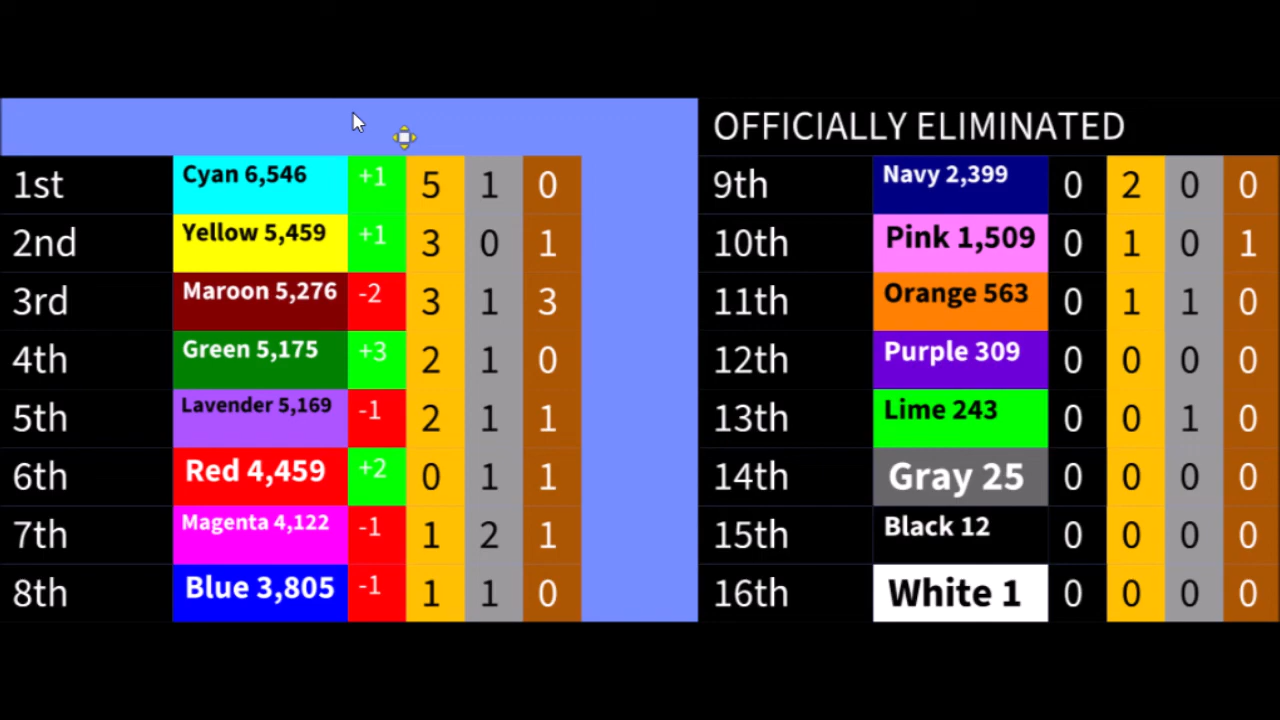 OFFICIALLY ELIMINATED
1st Cyan 6,546 +1 5 1 0
2nd Yellow 5,459 +1 3 0 1
3rd Maroon 5,276 -2 3 1 3
4th Green 5,175 +3 2 1 0
5th Lavender 5,169 -1 2 1 1
6th Red 4,459 +2 0 1 1
7th Magenta 4,122 -1 1 2 1
8th Blue 3,805 -1 1 1 0
9th Navy 2,399 0 2 0 0
10th Pink 1,509 0 1 0 1
11th Orange 563 0 1 1 0
12th Purple 309 0 0 0 0
13th Lime 243 0 0 1 0
14th Gray 25 0 0 0 0
15th Black 12 0 0 0 0
16th White 1 0 0 0 0